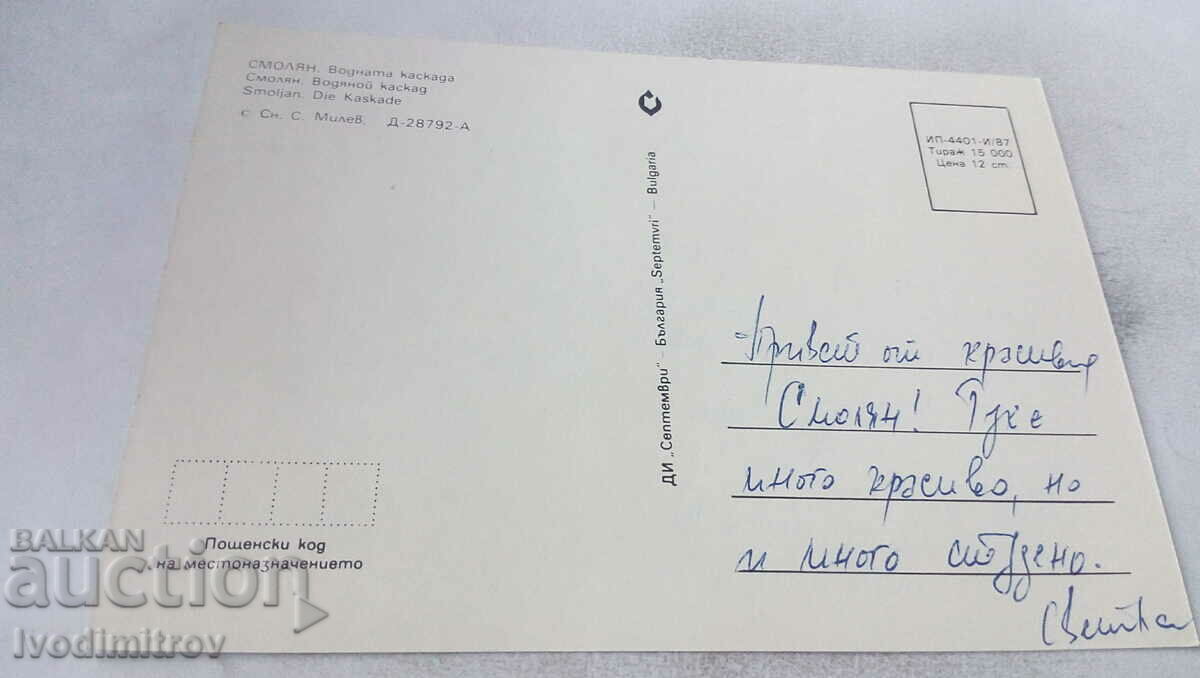 СМОЛЯН. Водната каскада
Смолян. Водяной каскад
Smoljan. Die Kaskade
с Сн. С. Милев, Д-28792-А
ДИ „Септември" – България „Septemvri" – Bulgaria
ИП-4401-И/87
Тираж 15 000
Цена 12 ст.
Привет от красивия
Смолян! Тук е
много красиво, но
и много студено.
Светка
Пощенски код
на местоназначението
BALKAN
auction
Ivodimitrov